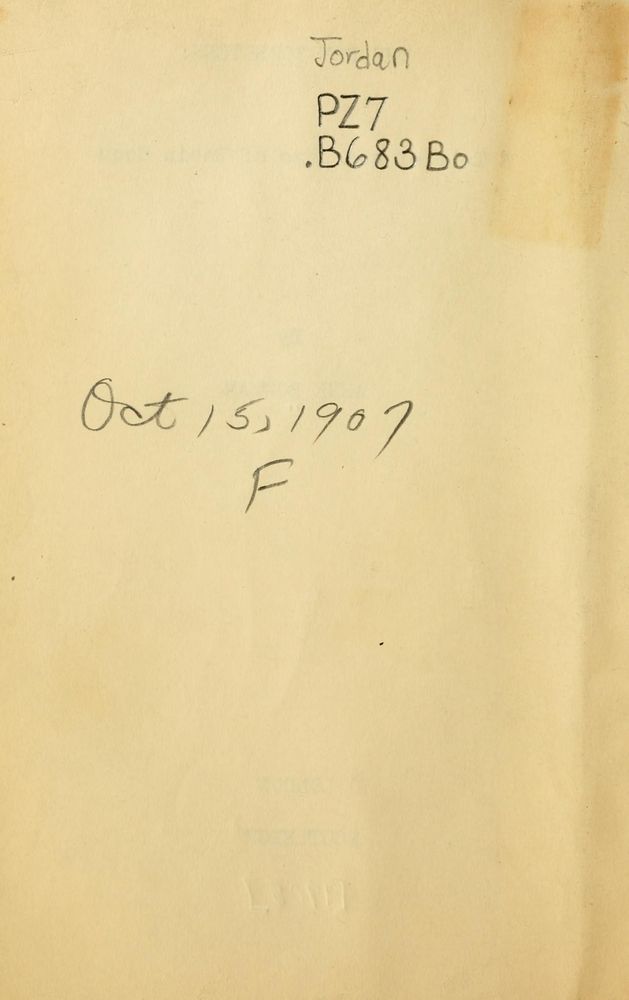 Jordan
PZ7
.B683Bo
Oct 15, 1907
F